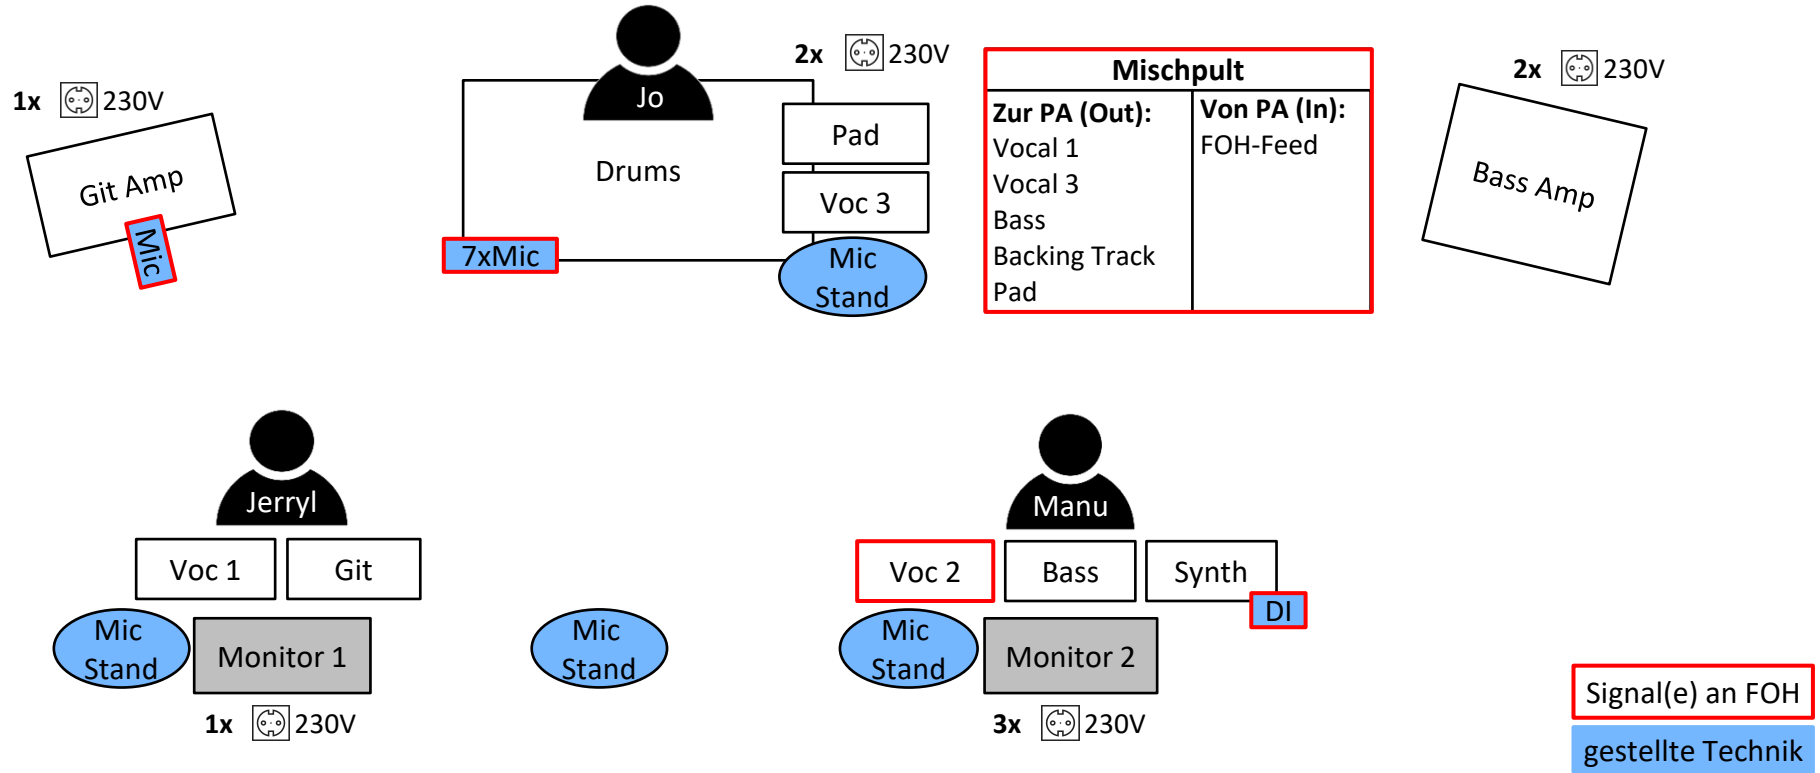 Jo
2x 230V
Mischpult
2x 230V
1x 230V
Zur PA (Out):
Von PA (In):
Pad
Vocal 1
FOH-Feed
Git Amp
Drums
Vocal 3
Bass Amp
Voc 3
Bass
Mic
7xMic
Mic
Stand
Backing Track
Pad
Jerryl
Manu
Voc 1
Git
Voc 2
Bass
Synth
DI
Mic
Stand
Monitor 1
Mic
Stand
Mic
Stand
Monitor 2
1x 230V
3x 230V
Signal(e) an FOH
gestellte Technik